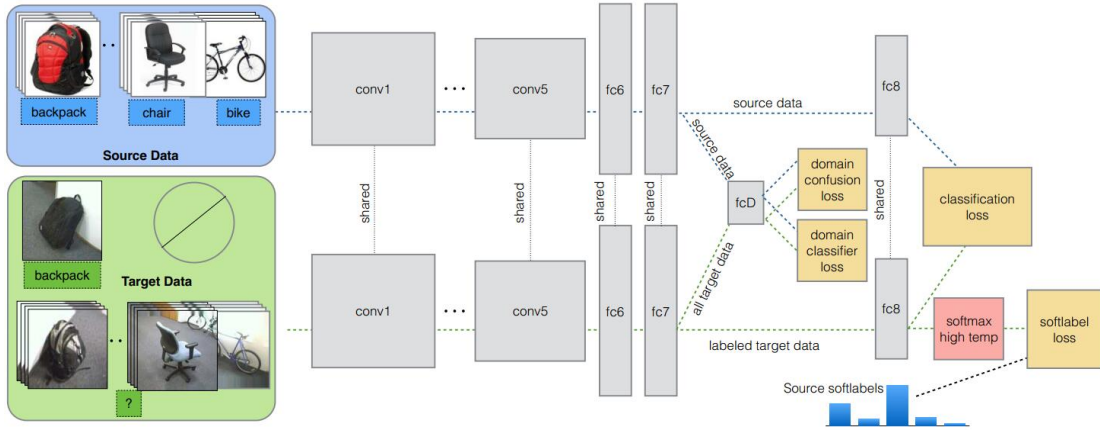 backpack
chair
bike
Source Data
backpack
Target Data
?
conv1
conv5
fc6
fc7
source data
fc8
shared
shared
shared
shared
source data
fcD
domain
confusion
loss
domain
classifier
loss
shared
classification
loss
all target data
conv1
conv5
fc6
fc7
labeled target data
fc8
softmax
high temp
softlabel
loss
Source softlabels